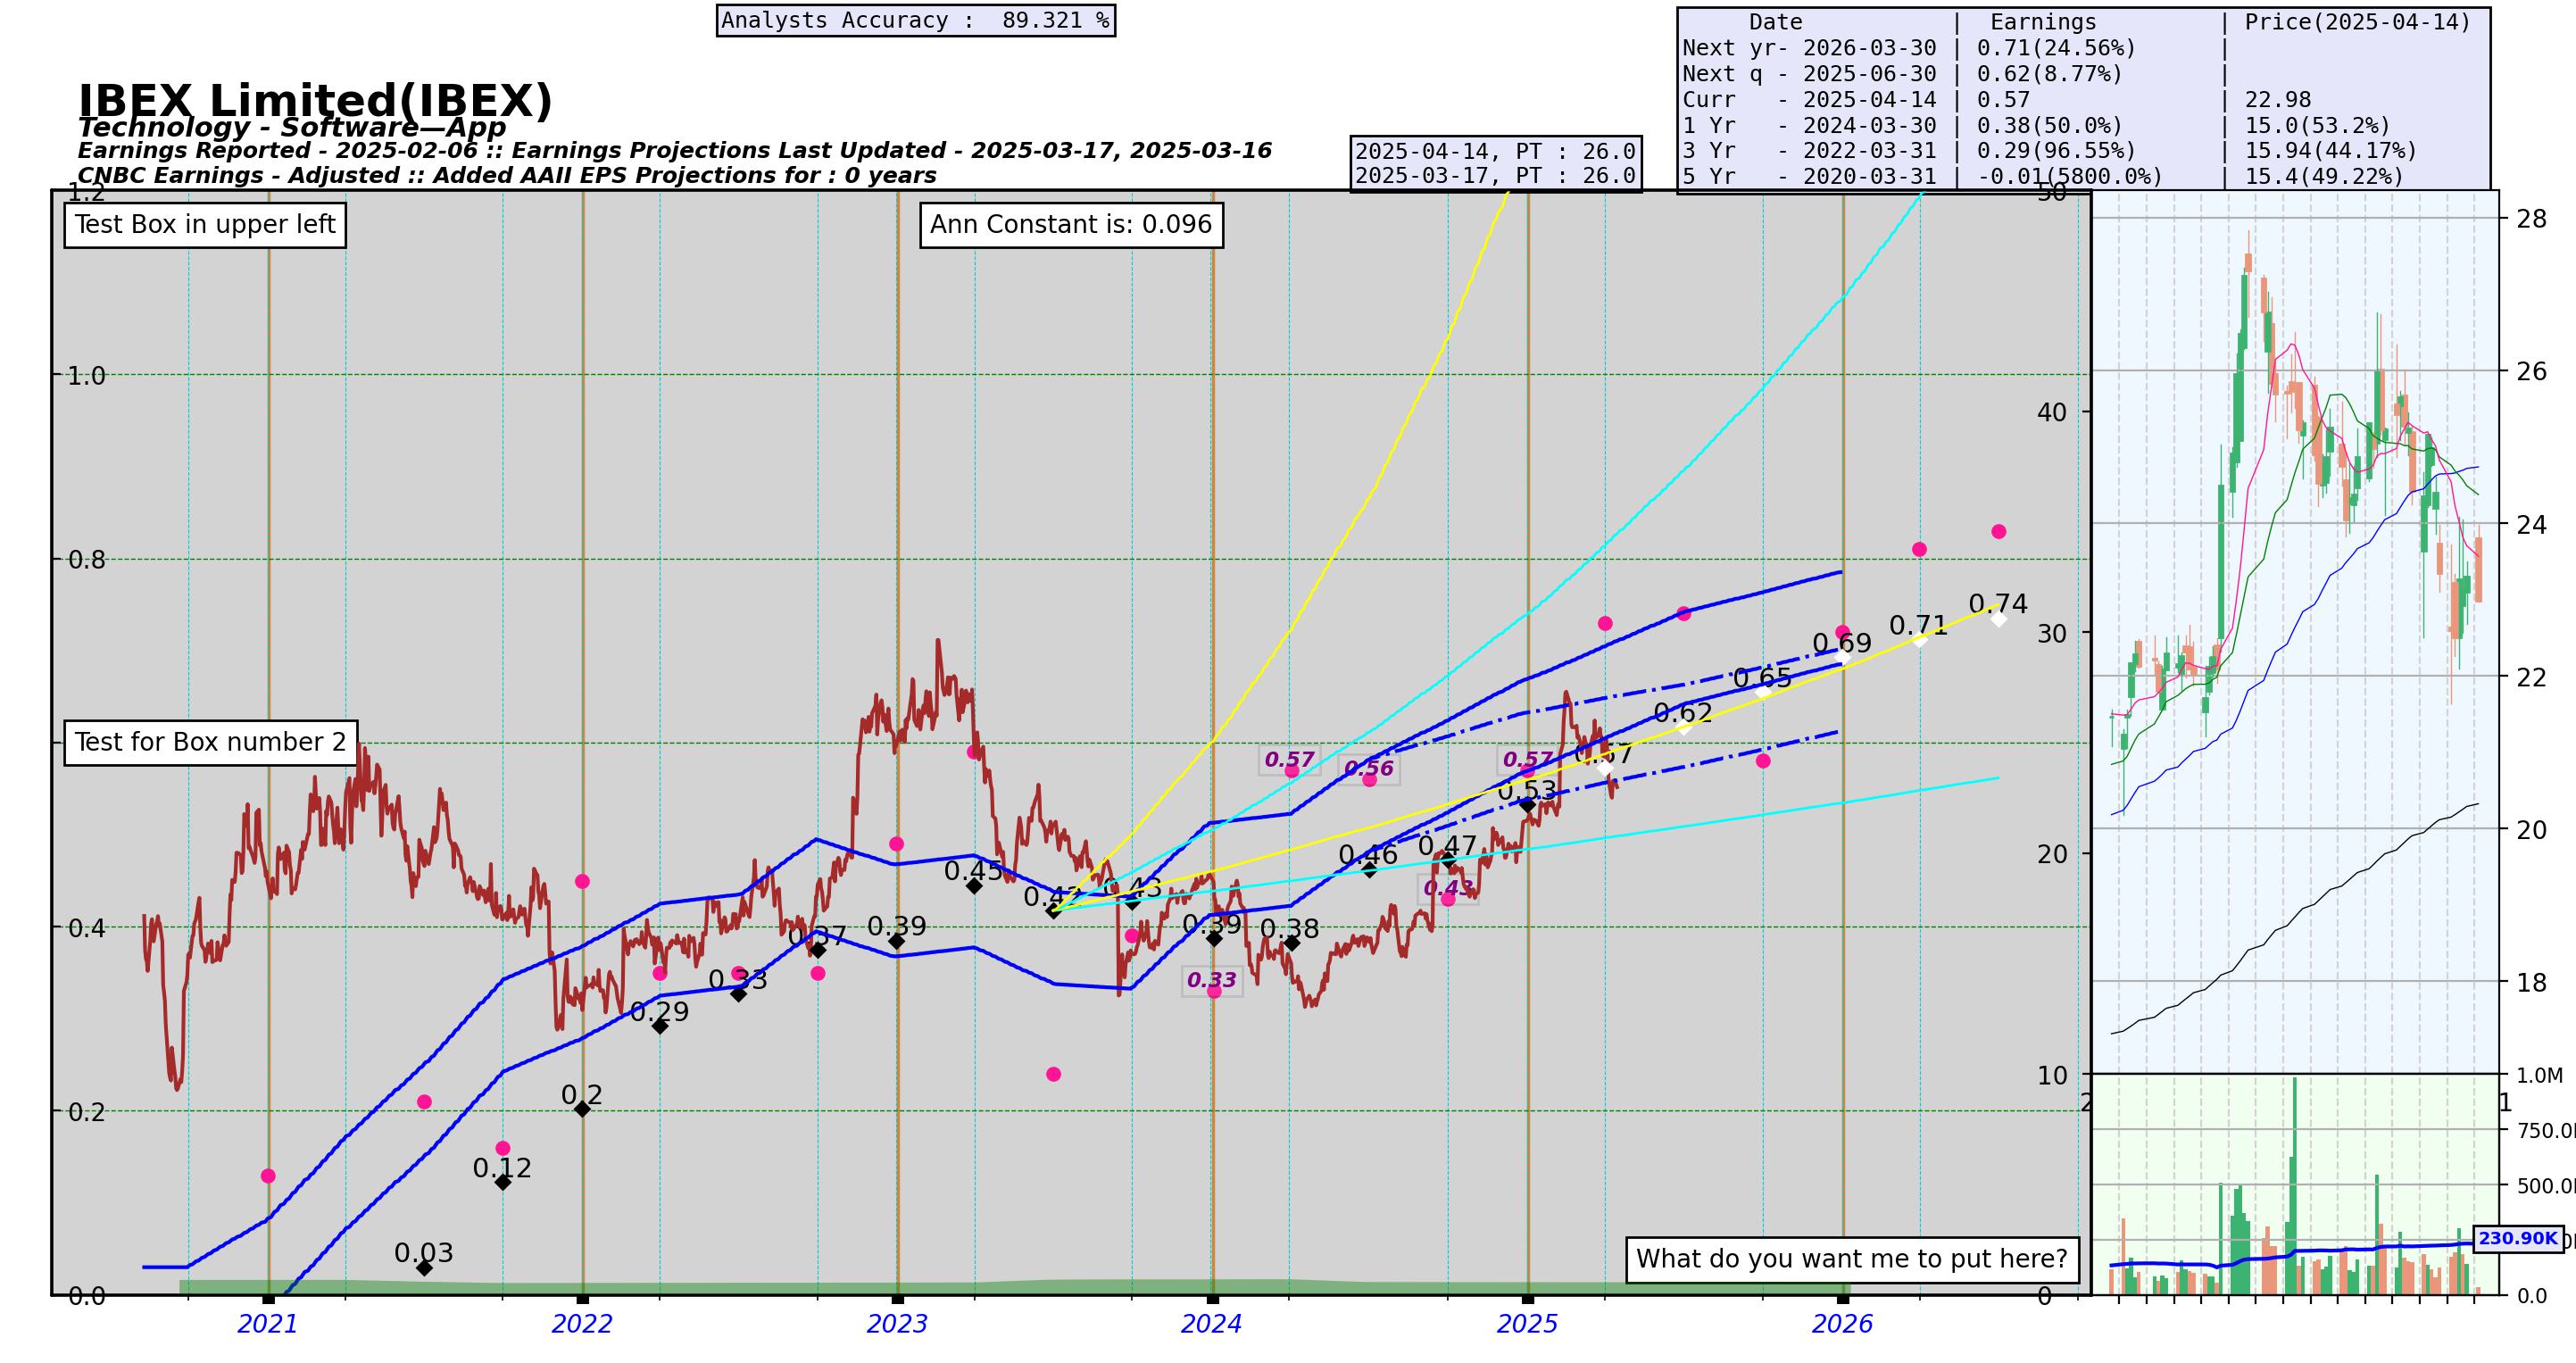 Analysts Accuracy :  89.321 %
Date | Earnings | Price(2025-04-14)
Next yr- 2026-03-30 | 0.71(24.56%) |
Next q - 2025-06-30 | 0.62(8.77%) |
Curr - 2025-04-14 | 0.57 | 22.98
1 Yr - 2024-03-30 | 0.38(50.0%) | 15.0(53.2%)
3 Yr - 2022-03-31 | 0.29(96.55%) | 15.94(44.17%)
5 Yr - 2020-03-31 | -0.01(5800.0%) | 15.4(49.22%)
IBEX Limited(IBEX)
Technology - Software—App
Earnings Reported - 2025-02-06 :: Earnings Projections Last Updated - 2025-03-17, 2025-03-16
CNBC Earnings - Adjusted :: Added AAII EPS Projections for : 0 years
2025-04-14, PT : 26.0
2025-03-17, PT : 26.0
Test Box in upper left
Ann Constant is: 0.096
Test for Box number 2
What do you want me to put here?
1.2
1.0
0.8
0.4
0.2
0.0
0.03
0.12
0.2
0.29
0.33
0.37
0.39
0.45
0.42
0.43
0.39
0.33
0.38
0.57
0.56
0.46
0.47
0.43
0.57
0.53
0.57
0.62
0.65
0.69
0.71
0.74
50
40
30
20
10
0
28
26
24
22
20
18
1.0M
750.0
500.0
230.90K
0.0
2021
2022
2023
2024
2025
2026